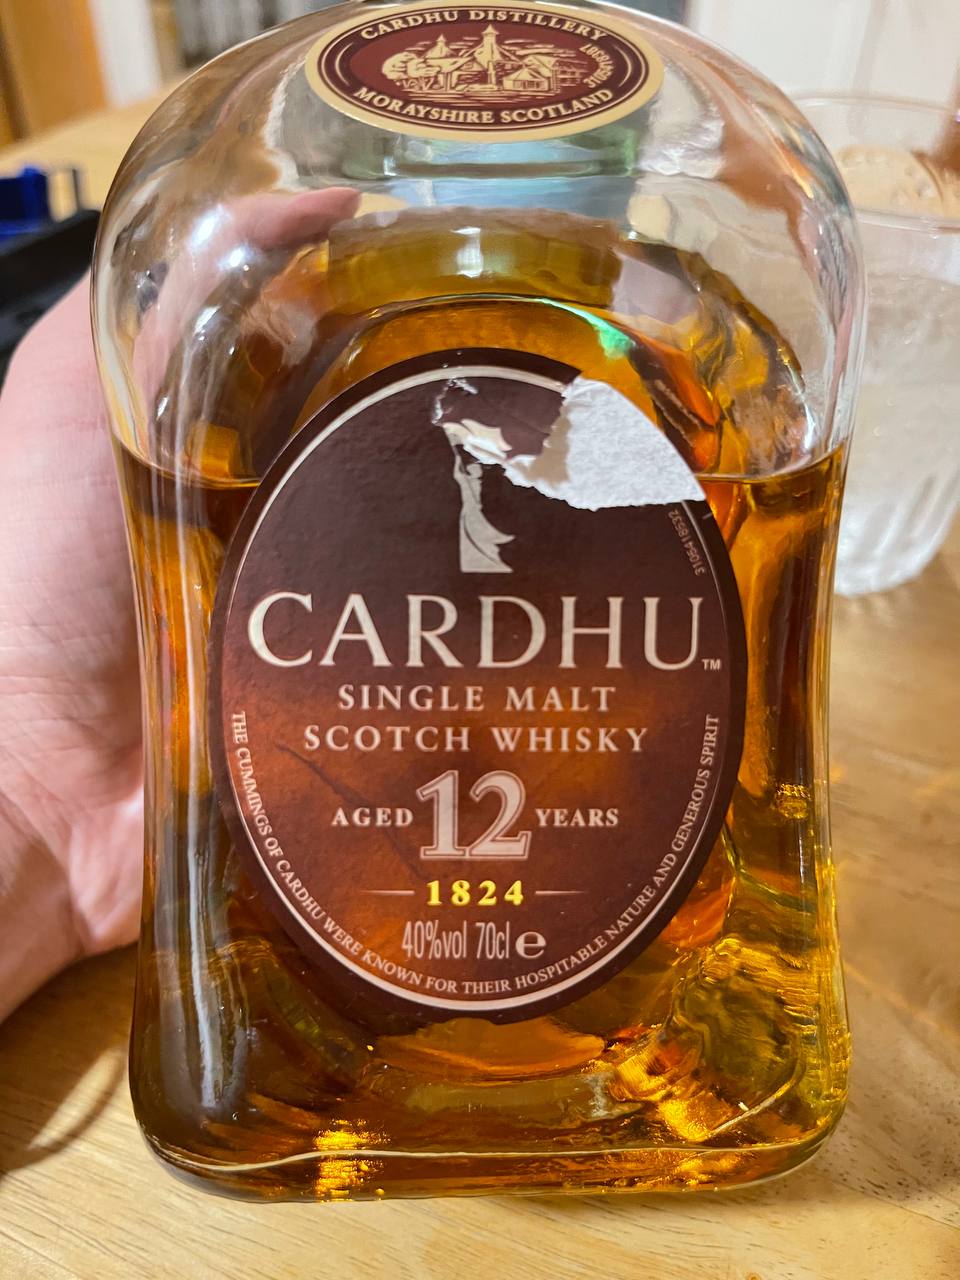 CARDHU DISTILLERY
MORAYSHIRE SCOTLAND
3105418532
CARDHU™
SINGLE MALT
SCOTCH WHISKY
AGED 12 YEARS
1824
40%vol 70cl e
THE CUMMINGS OF CARDHU WERE KNOWN FOR THEIR HOSPITABLE NATURE AND GENEROUS SPIRIT